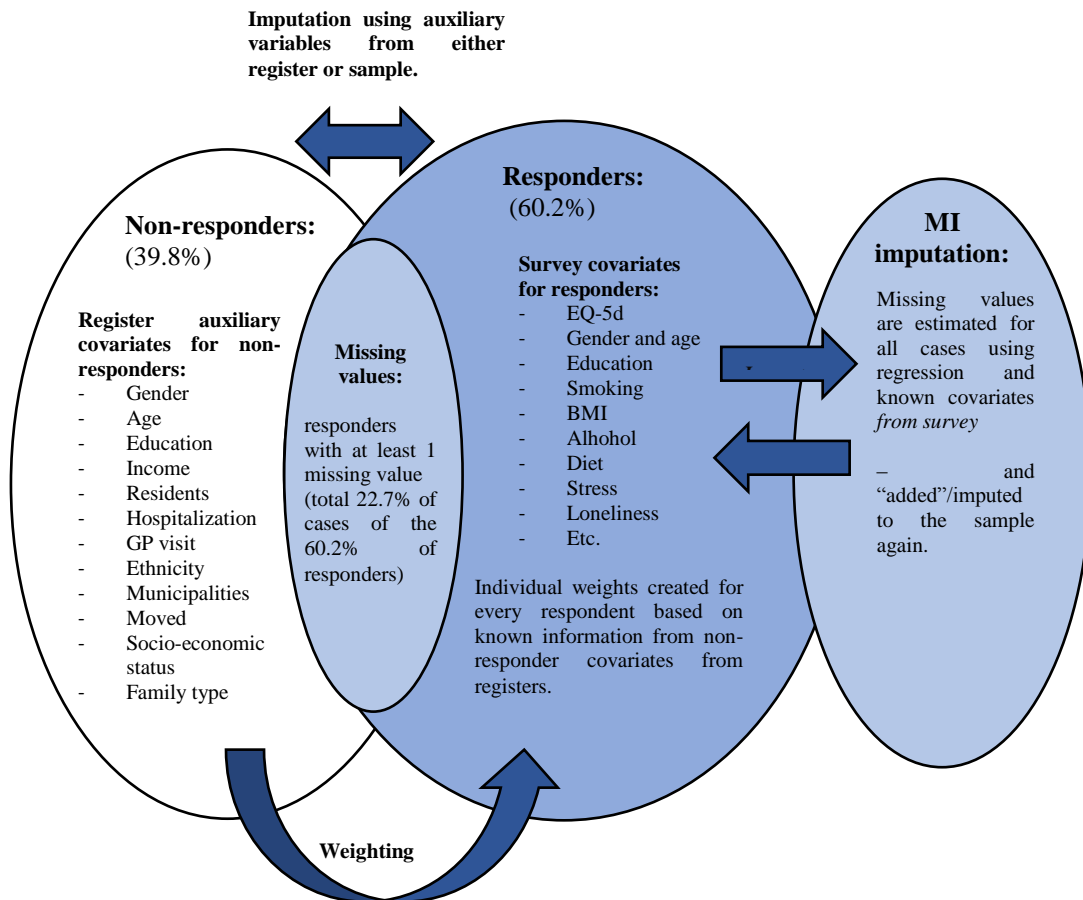 Imputation using auxiliary
variables from either
register or sample.
Non-responders:
(39.8%)
Register auxiliary
covariates for non-
responders:
- Gender
- Age
- Education
- Income
- Residents
- Hospitalization
- GP visit
- Ethnicity
- Municipalities
- Moved
- Socio-economic
status
- Family type
Missing
values:
responders
with at least 1
missing value
(total 22.7% of
cases of the
60.2% of
responders)
Responders:
(60.2%)
Survey covariates
for responders:
- EQ-5d
- Gender and age
- Education
- Smoking
- BMI
- Alhohol
- Diet
- Stress
- Loneliness
- Etc.
Individual weights created for
every respondent based on
known information from non-
responder covariates from
registers.
MI
imputation:
Missing values
are estimated for
all cases using
regression and
known covariates
from survey
– and
“added”/imputed
to the sample
again.
Weighting